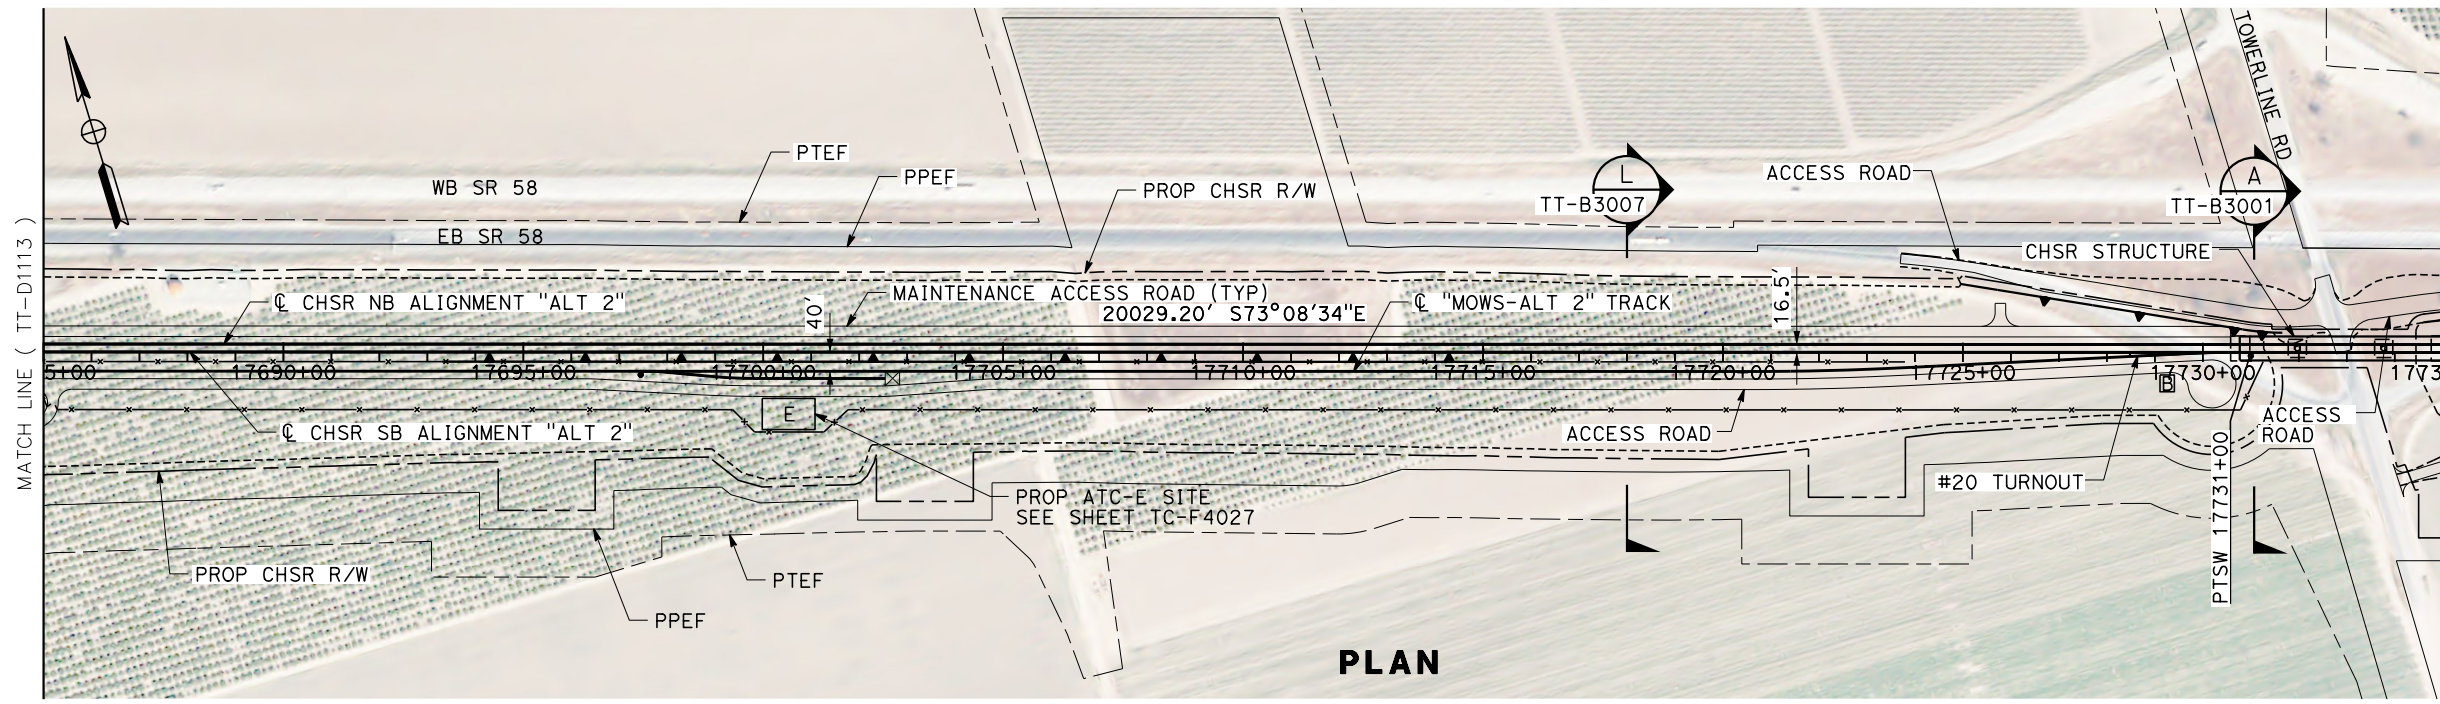 TOWERLINE RD
PTEF
WB SR 58
PPEF
PROP CHSR R/W
ACCESS ROAD
L
TT-B3007
A
TT-B3001
EB SR 58
CHSR STRUCTURE
MATCH LINE ( TT-D1113 )
℄ CHSR NB ALIGNMENT "ALT 2"
40'
MAINTENANCE ACCESS ROAD (TYP)
20029.20' S73°08'34"E
℄ "MOWS-ALT 2" TRACK
16.5'
5+00 17690+00 17695+00 17700+00 17705+00 17710+00 17715+00 17720+00 17725+00 17730+00 1773
B
E
℄ CHSR SB ALIGNMENT "ALT 2"
ACCESS ROAD
ACCESS
ROAD
#20 TURNOUT
PTSW 17731+00
PROP ATC-E SITE
SEE SHEET TC-F4027
PROP CHSR R/W
PTEF
PPEF
PLAN